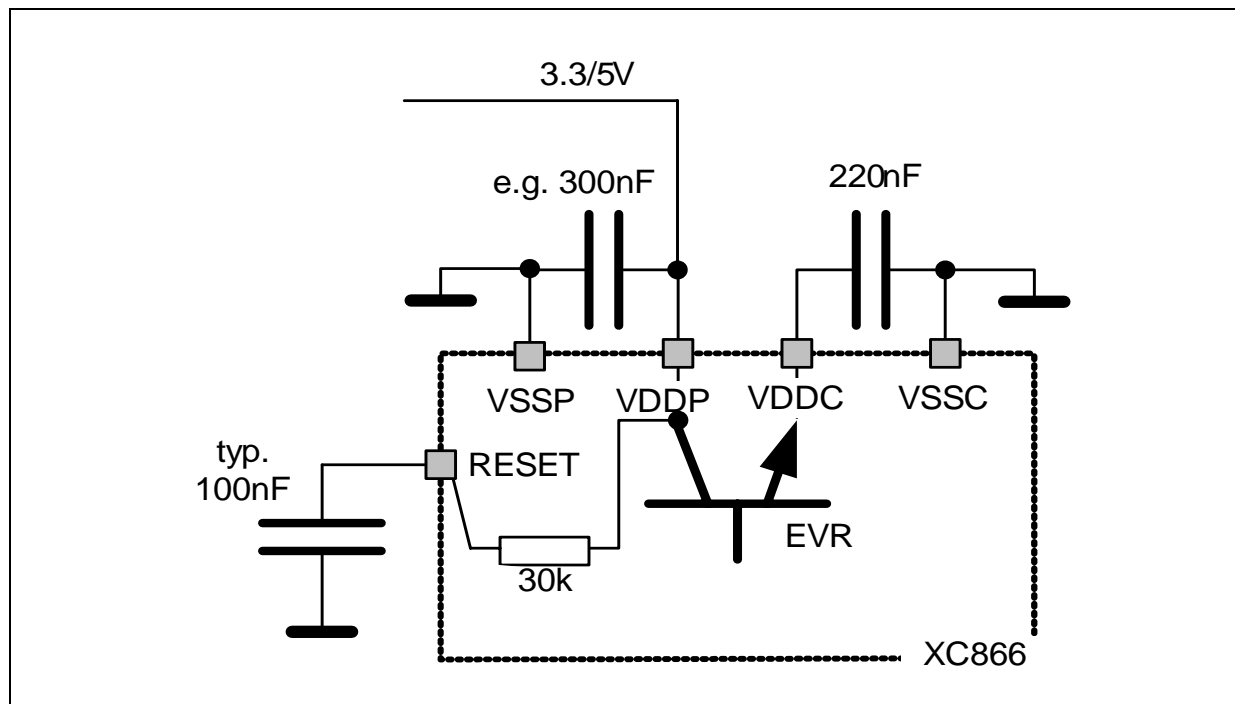 3.3/5V
e.g. 300nF
220nF
VSSP
VDDP
VDDC
VSSC
typ.
100nF
RESET
EVR
30k
XC866